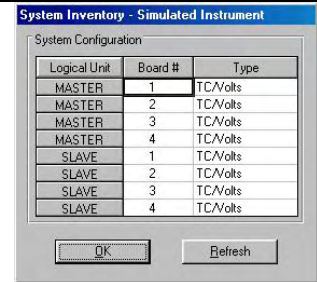 System Inventory - Simulated Instrument
System Configuration
Logical Unit Board # Type
MASTER 1 TC/Volts
MASTER 2 TC/Volts
MASTER 3 TC/Volts
MASTER 4 TC/Volts
SLAVE 1 TC/Volts
SLAVE 2 TC/Volts
SLAVE 3 TC/Volts
SLAVE 4 TC/Volts
OK Refresh